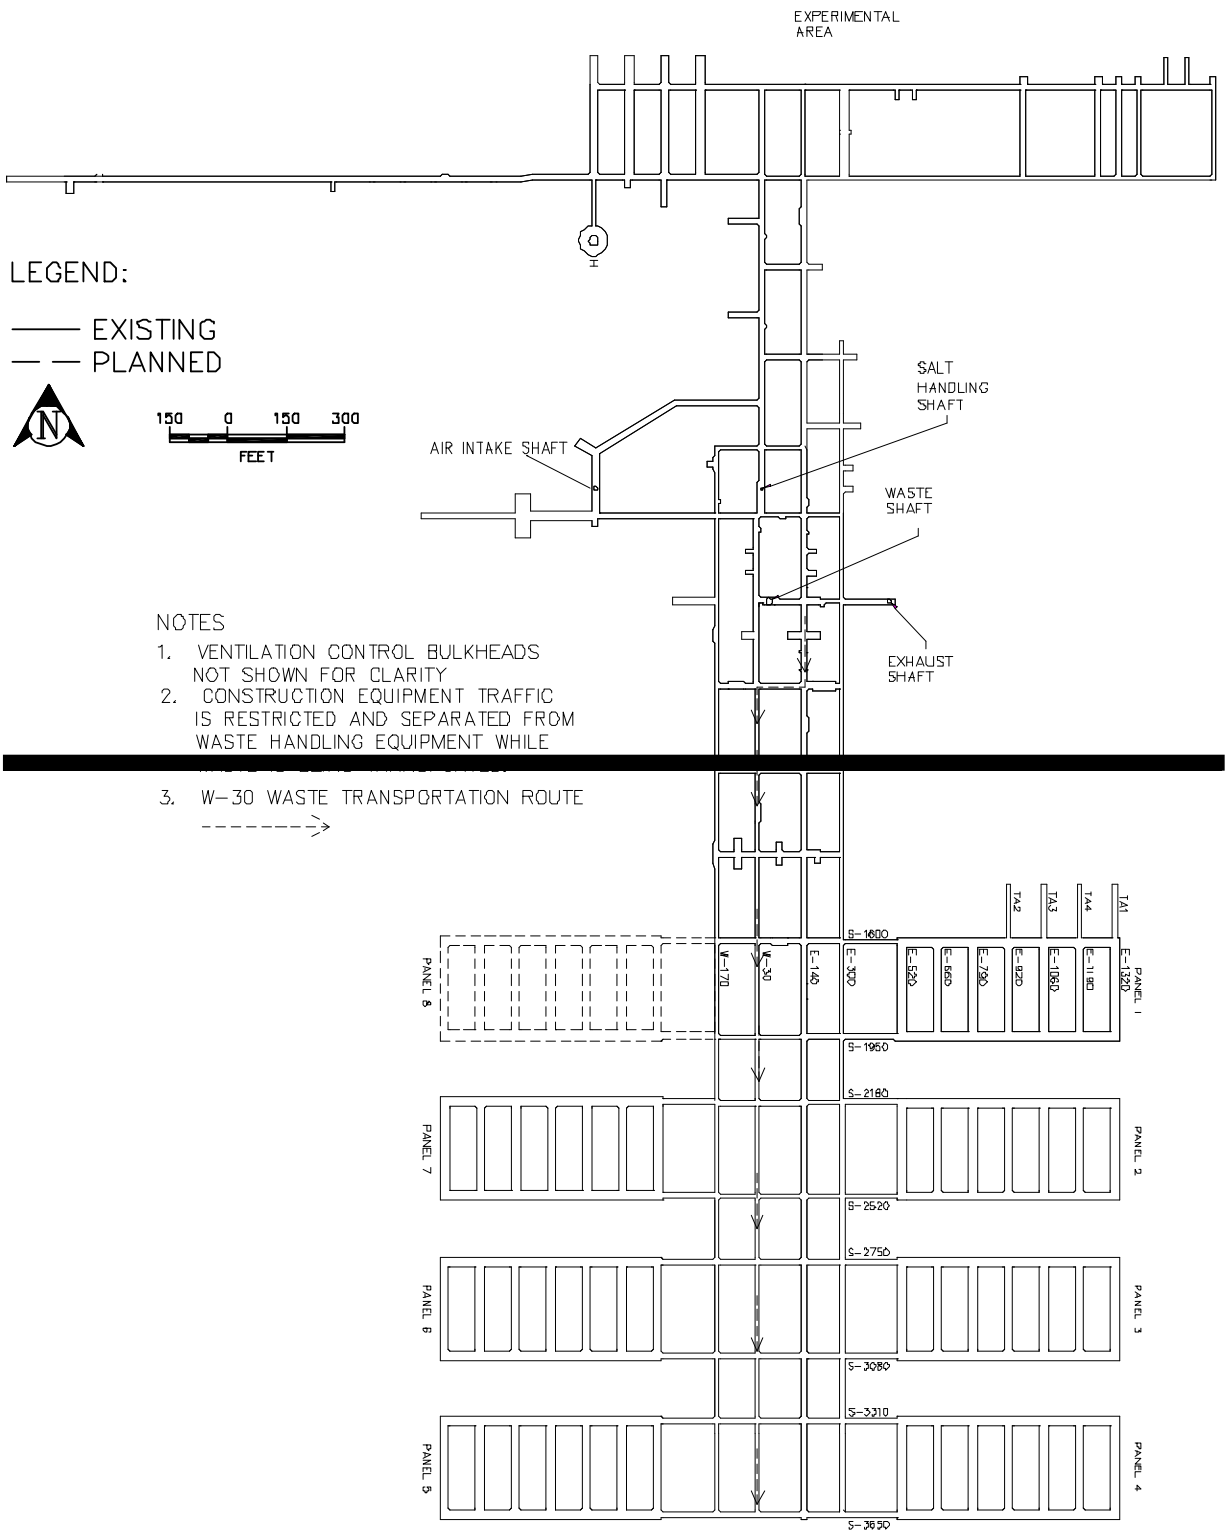 EXPERIMENTAL
AREA
LEGEND:
EXISTING
PLANNED
N
150 0 150 300
FEET
SALT
HANDLING
SHAFT
AIR INTAKE SHAFT
WASTE
SHAFT
EXHAUST
SHAFT
NOTES
1. VENTILATION CONTROL BULKHEADS
NOT SHOWN FOR CLARITY
2. CONSTRUCTION EQUIPMENT TRAFFIC
IS RESTRICTED AND SEPARATED FROM
WASTE HANDLING EQUIPMENT WHILE
3. W-30 WASTE TRANSPORTATION ROUTE
TA2
TA3
TA4
TA1
S-1600
PANEL 8
W-170
W-30
E-140
E-300
E-520
E-660
E-790
E-920
E-1060
E-1190
E-1320
PANEL 1
S-1950
S-2180
PANEL 7
PANEL 2
S-2520
S-2750
PANEL 6
PANEL 3
S-3080
S-3310
PANEL 5
PANEL 4
S-3650